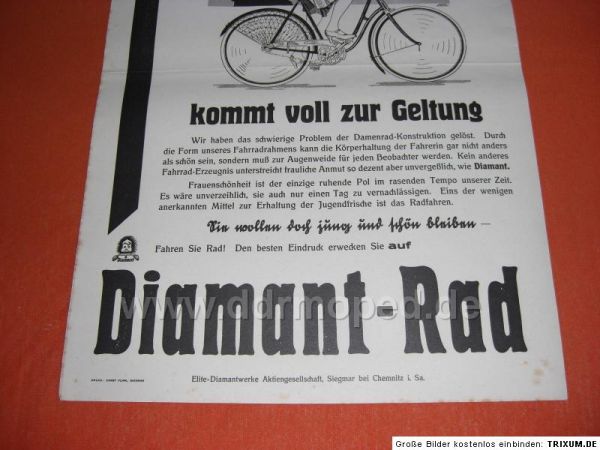 kommt voll zur Geltung
Wir haben das schwierige Problem der Damenrad-Konstruktion gelöst. Durch
die Form unseres Fahrradrahmens kann die Körperhaltung der Fahrerin gar nicht anders
als schön sein, sondern muß zur Augenweide für jeden Beobachter werden. Kein anderes
Fahrrad-Erzeugnis unterstreicht frauliche Anmut so dezent aber unvergeßlich, wie Diamant.
Frauenschönheit ist der einzige ruhende Pol im rasenden Tempo unserer Zeit.
Es wäre unverzeihlich, sie auch nur einen Tag zu vernachlässigen. Eins der wenigen
anerkannten Mittel zur Erhaltung der Jugendfrische ist das Radfahren.
Sie wollen doch jung und schön bleiben —
Fahren Sie Rad! Den besten Eindruck erwecken Sie auf
www.ddrmoped.de
Diamant-Rad
Elite-Diamantwerke Aktiengesellschaft, Siegmar bei Chemnitz i. Sa.
Große Bilder kostenlos einbinden: TRIXUM.DE